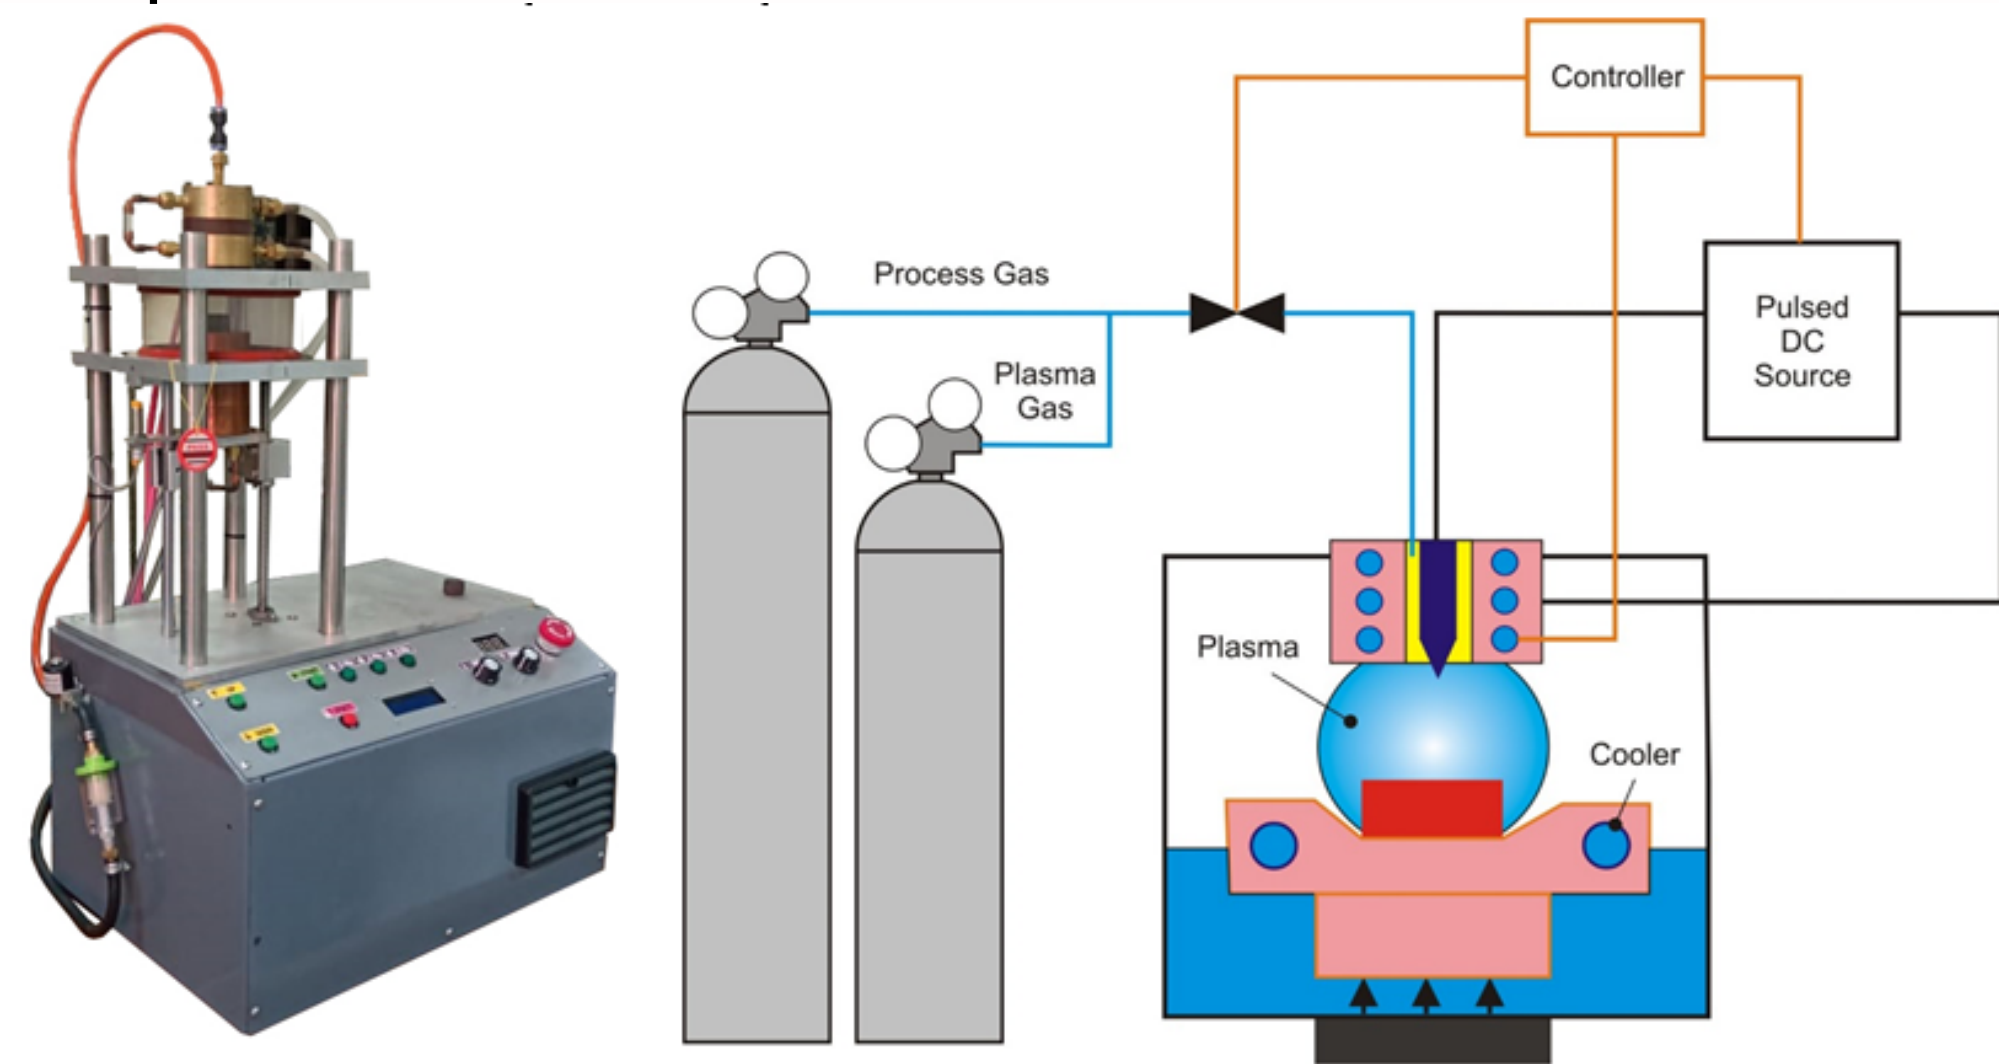 Controller
Process Gas
Pulsed
DC
Source
Plasma
Gas
Plasma
Cooler